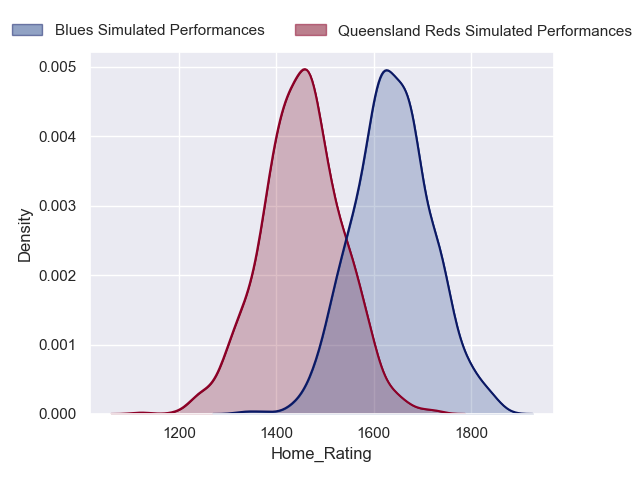 Blues Simulated Performances
Queensland Reds Simulated Performances
0.005
0.004
0.003
0.002
0.001
0.000
Density
1200
1400
1600
1800
Home_Rating